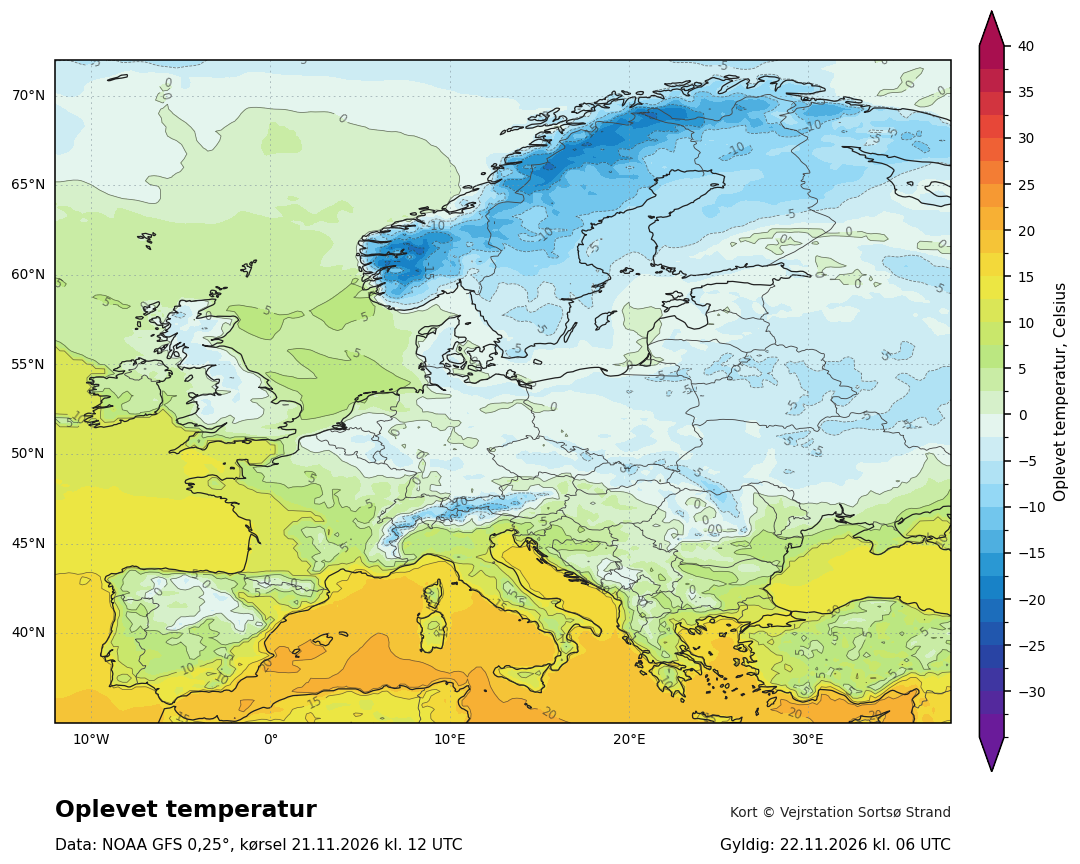 40
35
30
25
20
15
10
5
0
−5
−10
−15
−20
−25
−30
Oplevet temperatur, Celsius
70°N
65°N
60°N
55°N
50°N
45°N
40°N
10°W
0°
10°E
20°E
30°E
Oplevet temperatur
Kort © Vejrstation Sortsø Strand
Data: NOAA GFS 0,25°, kørsel 21.11.2026 kl. 12 UTC
Gyldig: 22.11.2026 kl. 06 UTC